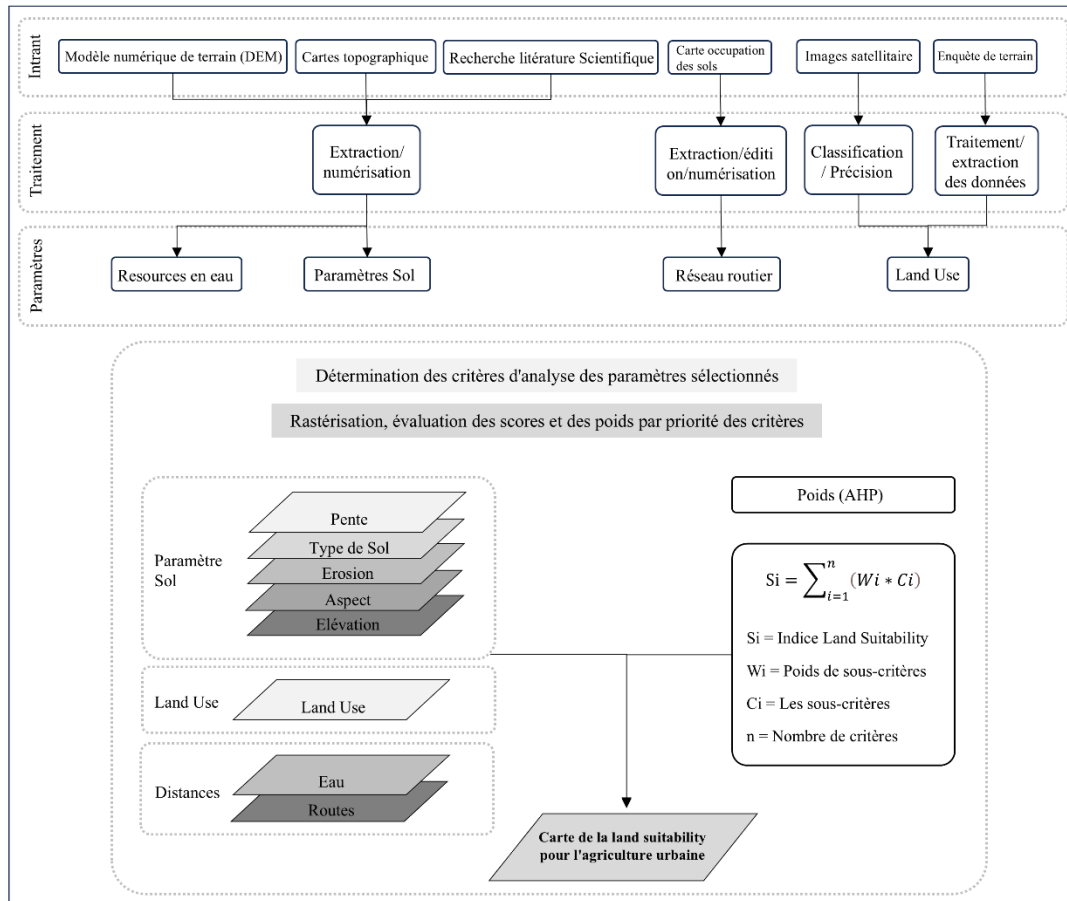 Intrant
Modèle numérique de terrain (DEM)
Cartes topographique
Recherche litérature Scientifique
Carte occupation
des sols
Images satellitaire
Enquête de terrain
Traitement
Extraction/
numérisation
Extraction/éditi
on/numérisation
Classification
/ Précision
Traitement/
extraction
des données
Paramètres
Resources en eau
Paramètres Sol
Réseau routier
Land Use
Détermination des critères d'analyse des paramètres sélectionnés
Rastérisation, évaluation des scores et des poids par priorité des critères
Paramètre
Sol
Pente
Type de Sol
Erosion
Aspect
Elévation
Land Use
Land Use
Distances
Eau
Routes
Poids (AHP)
Si = ∑ⁿᵢ₌₁(Wi * Ci)
Si = Indice Land Suitability
Wi = Poids de sous-critères
Ci = Les sous-critères
n = Nombre de critères
Carte de la land suitability
pour l'agriculture urbaine